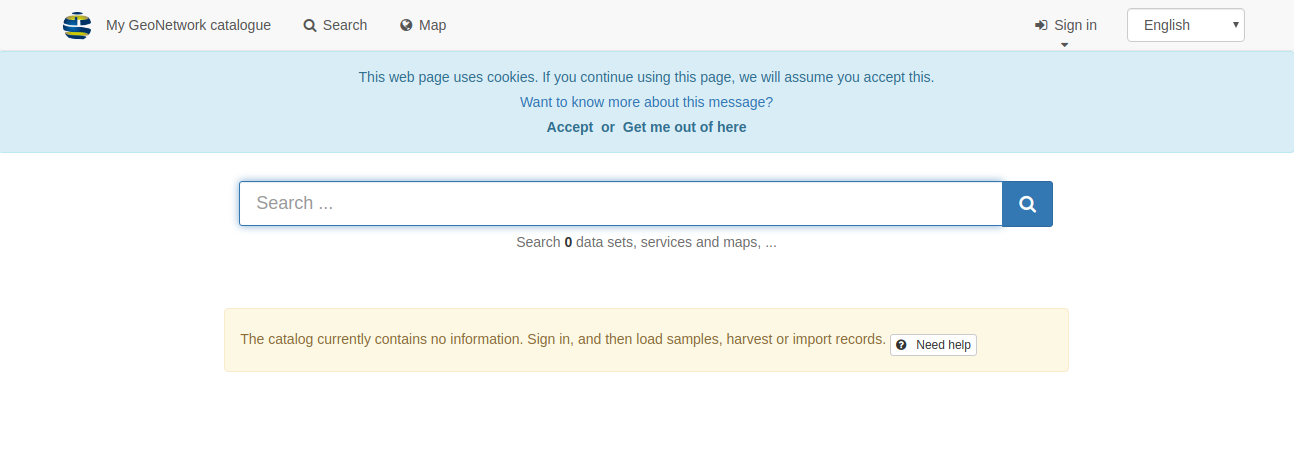 My GeoNetwork catalogue Search Map Sign in English
This web page uses cookies. If you continue using this page, we will assume you accept this.
Want to know more about this message?
Accept or Get me out of here
Search ...
Search 0 data sets, services and maps, ...
The catalog currently contains no information. Sign in, and then load samples, harvest or import records. Need help